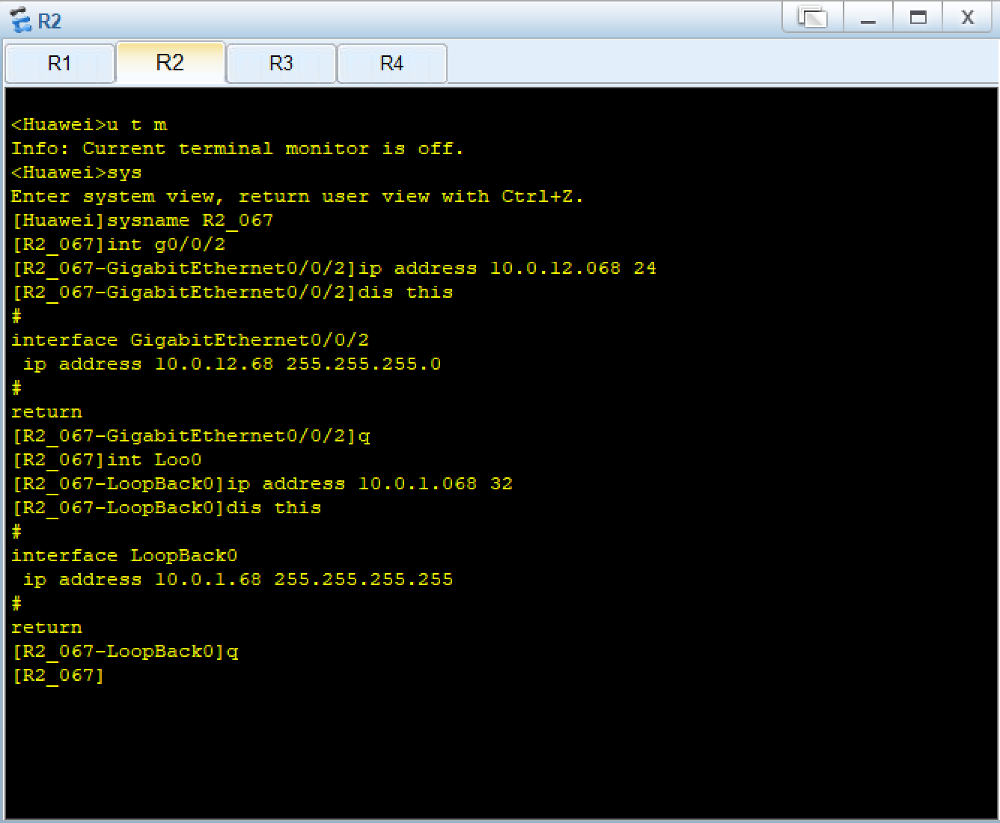 R2
R1 R2 R3 R4
<Huawei>u t m
Info: Current terminal monitor is off.
<Huawei>sys
Enter system view, return user view with Ctrl+Z.
[Huawei]sysname R2_067
[R2_067]int g0/0/2
[R2_067-GigabitEthernet0/0/2]ip address 10.0.12.068 24
[R2_067-GigabitEthernet0/0/2]dis this
#
interface GigabitEthernet0/0/2
 ip address 10.0.12.68 255.255.255.0
#
return
[R2_067-GigabitEthernet0/0/2]q
[R2_067]int Loo0
[R2_067-LoopBack0]ip address 10.0.1.068 32
[R2_067-LoopBack0]dis this
#
interface LoopBack0
 ip address 10.0.1.68 255.255.255.255
#
return
[R2_067-LoopBack0]q
[R2_067]